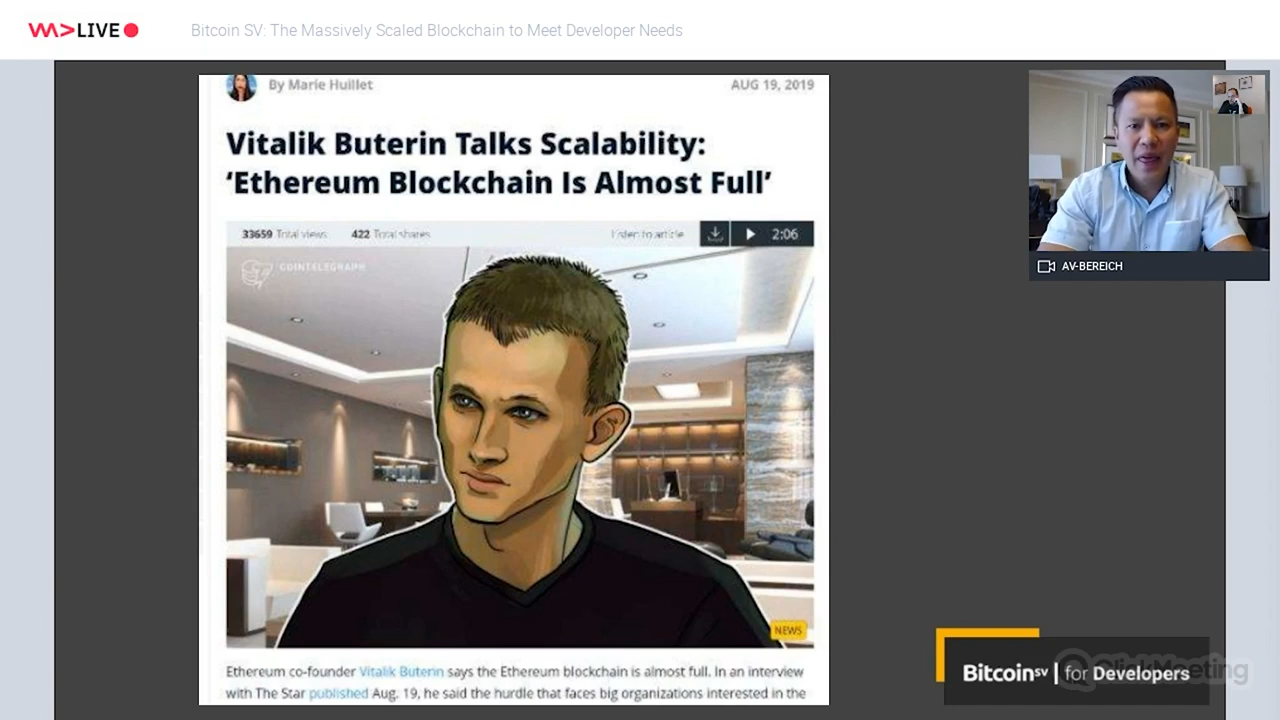 LIVE
Bitcoin SV: The Massively Scaled Blockchain to Meet Developer Needs
By Marie Huillet
AUG 19, 2019
Vitalik Buterin Talks Scalability:
‘Ethereum Blockchain Is Almost Full’
33659 Total views 422 Total shares Listen to article 2:06
COINTELEGRAPH
NEWS
Ethereum co-founder Vitalik Buterin says the Ethereum blockchain is almost full. In an interview
with The Star published Aug. 19, he said the hurdle that faces big organizations interested in the
AV-BEREICH
BitcoinSV | for Developers
ClickMeeting